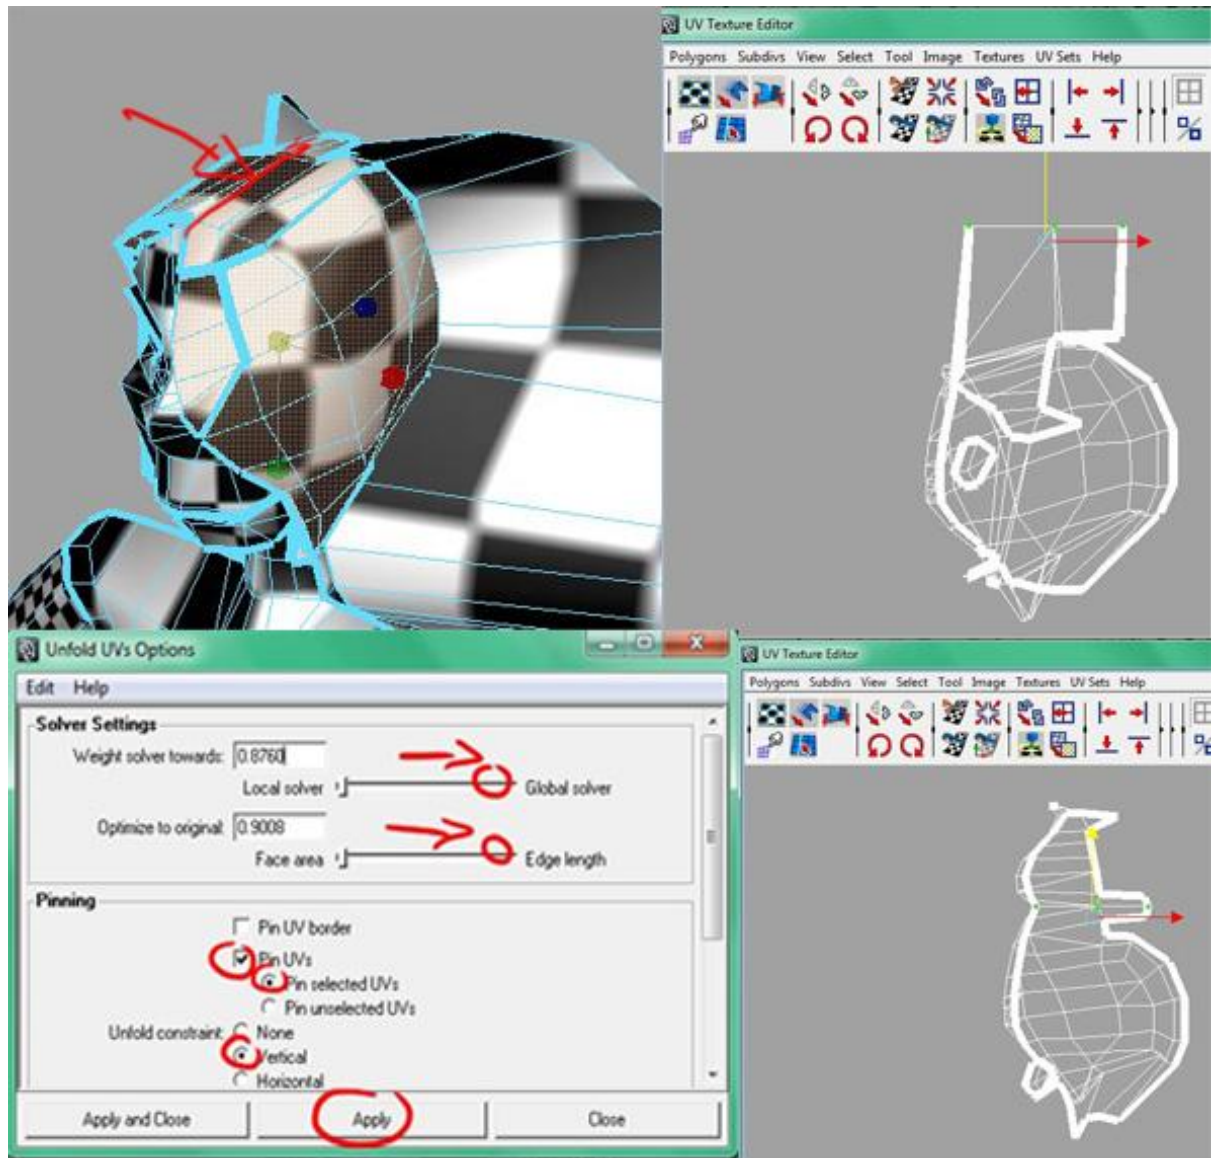 UV Texture Editor
Polygons Subdivs View Select Tool Image Textures UV Sets Help
Unfold UVs Options
Edit Help
Solver Settings
Weight solver towards: 0.8760
Local solver Global solver
Optimize to original: 0.9008
Face area Edge length
Pinning
Pin UV border
Pin UVs
Pin selected UVs
Pin unselected UVs
Unfold constraint: None
Vertical
Horizontal
Apply and Close Apply Close
UV Texture Editor
Polygons Subdivs View Select Tool Image Textures UV Sets Help